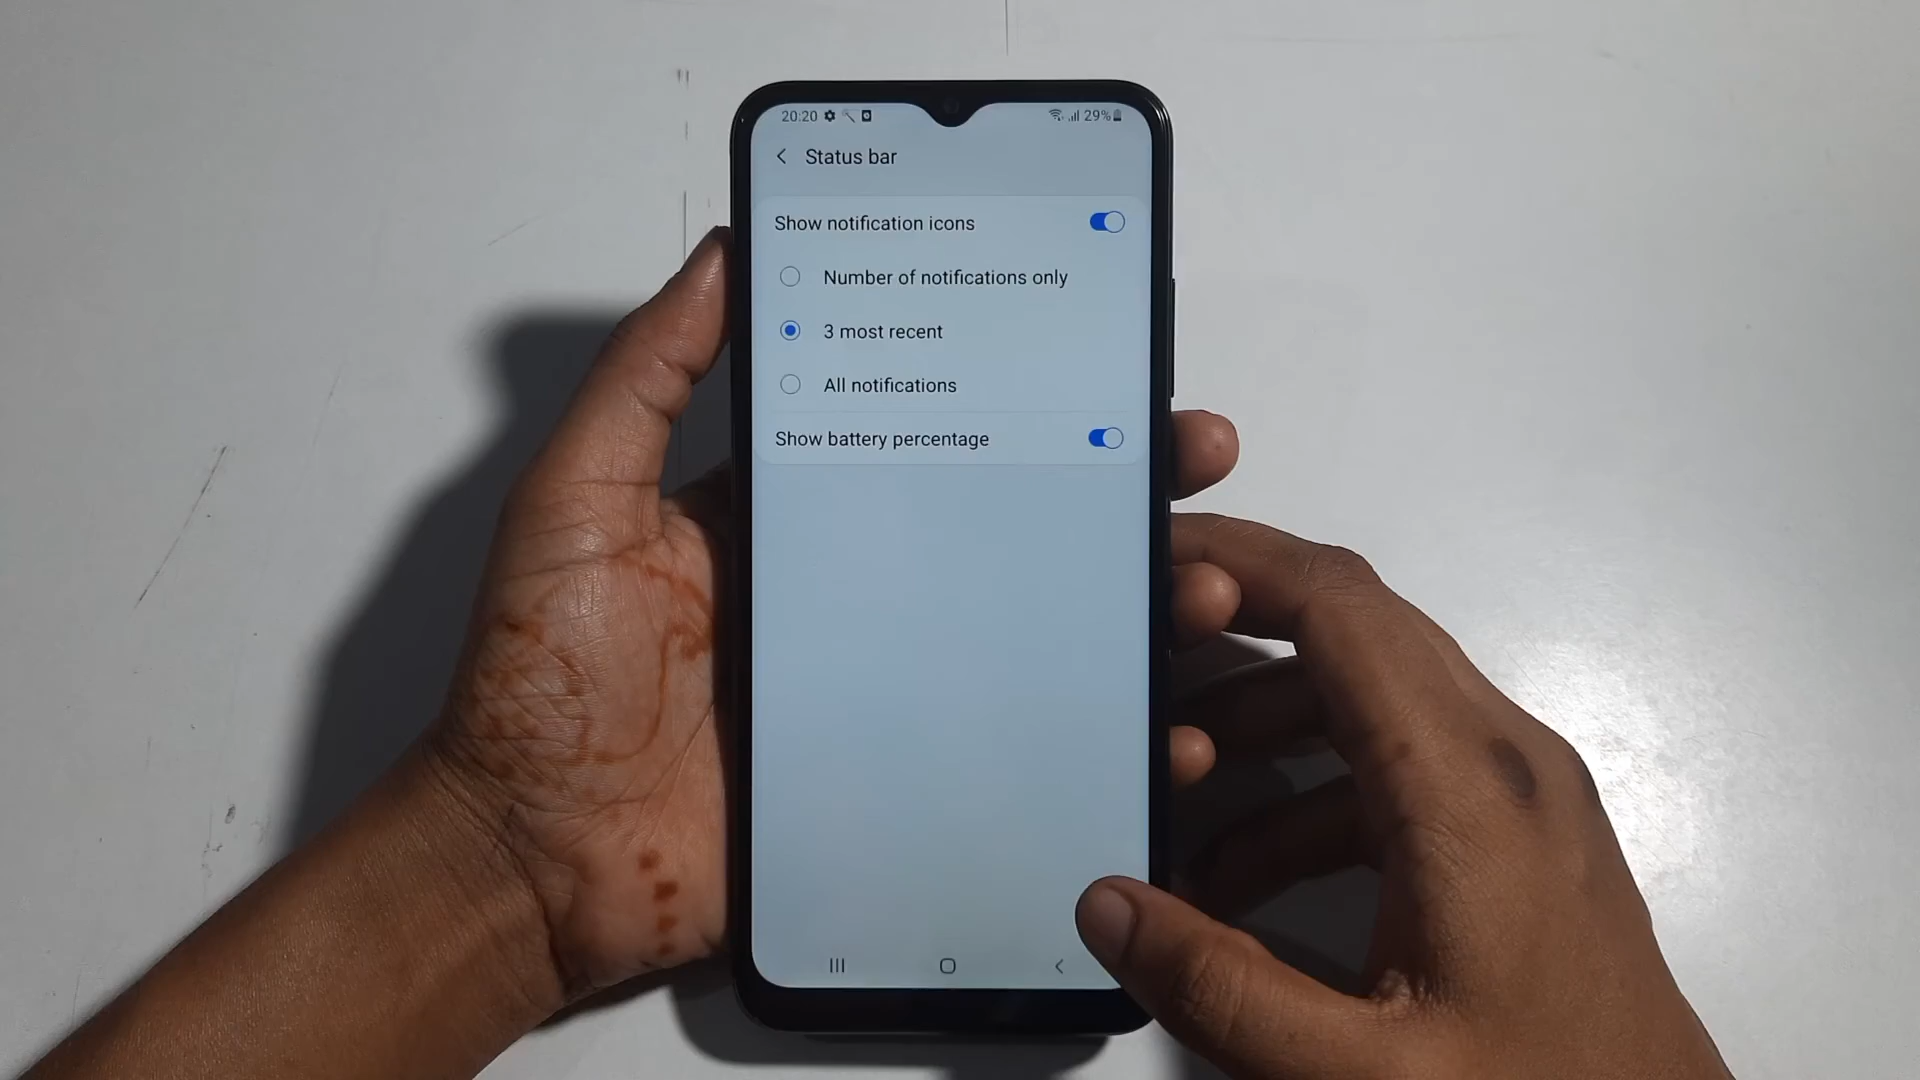 20:20 29%
Status bar
Show notification icons
Number of notifications only
3 most recent
All notifications
Show battery percentage